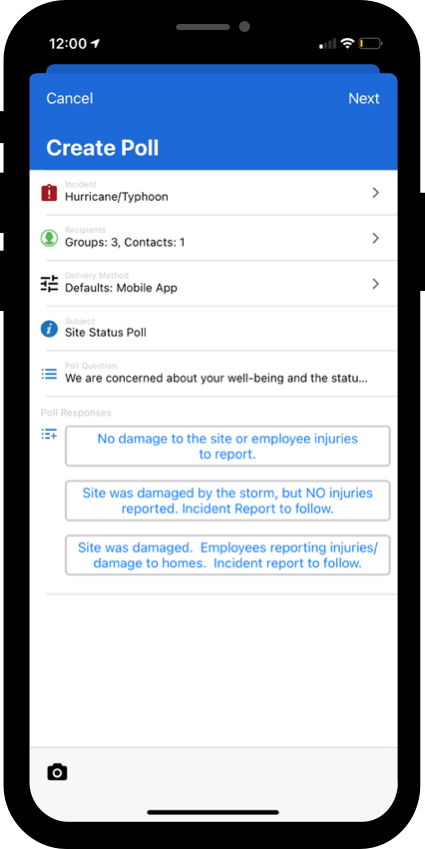 12:00
Cancel
Next
Create Poll
Incident
Hurricane/Typhoon
Recipients
Groups: 3, Contacts: 1
Delivery Method
Defaults: Mobile App
Subject
Site Status Poll
Poll Question
We are concerned about your well-being and the statu...
Poll Responses
No damage to the site or employee injuries
to report.
Site was damaged by the storm, but NO injuries
reported. Incident Report to follow.
Site was damaged.  Employees reporting injuries/
damage to homes.  Incident report to follow.